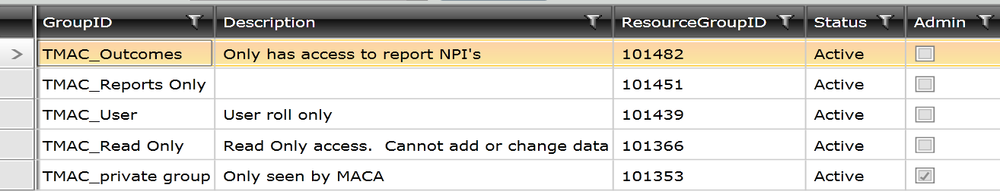 GroupID Description ResourceGroupID Status Admin
TMAC_Outcomes Only has access to report NPI's 101482 Active
TMAC_Reports Only 101451 Active
TMAC_User User roll only 101439 Active
TMAC_Read Only Read Only access.  Cannot add or change data 101366 Active
TMAC_private group Only seen by MACA 101353 Active